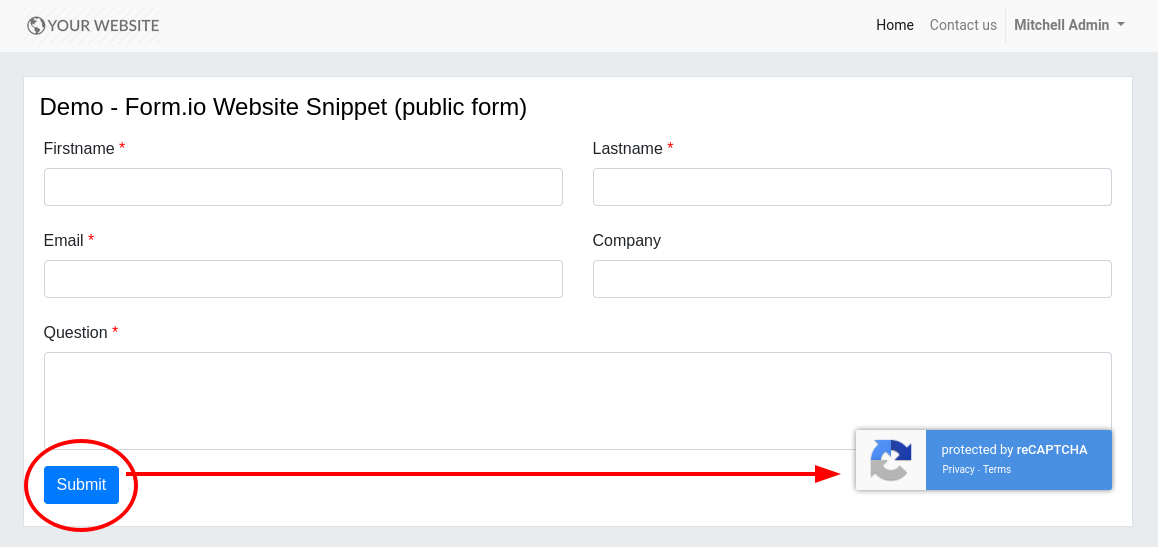 YOUR WEBSITE
Home Contact us Mitchell Admin
Demo - Form.io Website Snippet (public form)
Firstname * Lastname *
Email * Company
Question *
protected by reCAPTCHA
Privacy - Terms
Submit